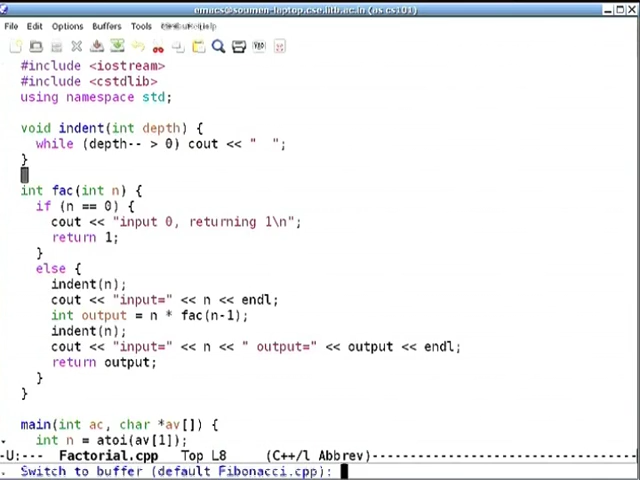 emacs@soumen-laptop.cse.iitb.ac.in (as cs101)
File Edit Options Buffers Tools
#include <iostream>
#include <cstdlib>
using namespace std;
void indent(int depth) {
while (depth-- > 0) cout << "  ";
}
int fac(int n) {
if (n == 0) {
cout << "input 0, returning 1\n";
return 1;
}
else {
indent(n);
cout << "input=" << n << endl;
int output = n * fac(n-1);
indent(n);
cout << "input=" << n << " output=" << output << endl;
return output;
}
}
main(int ac, char *av[]) {
int n = atoi(av[1]);
-U:--- Factorial.cpp Top L8 (C++/l Abbrev)
Switch to buffer (default Fibonacci.cpp):